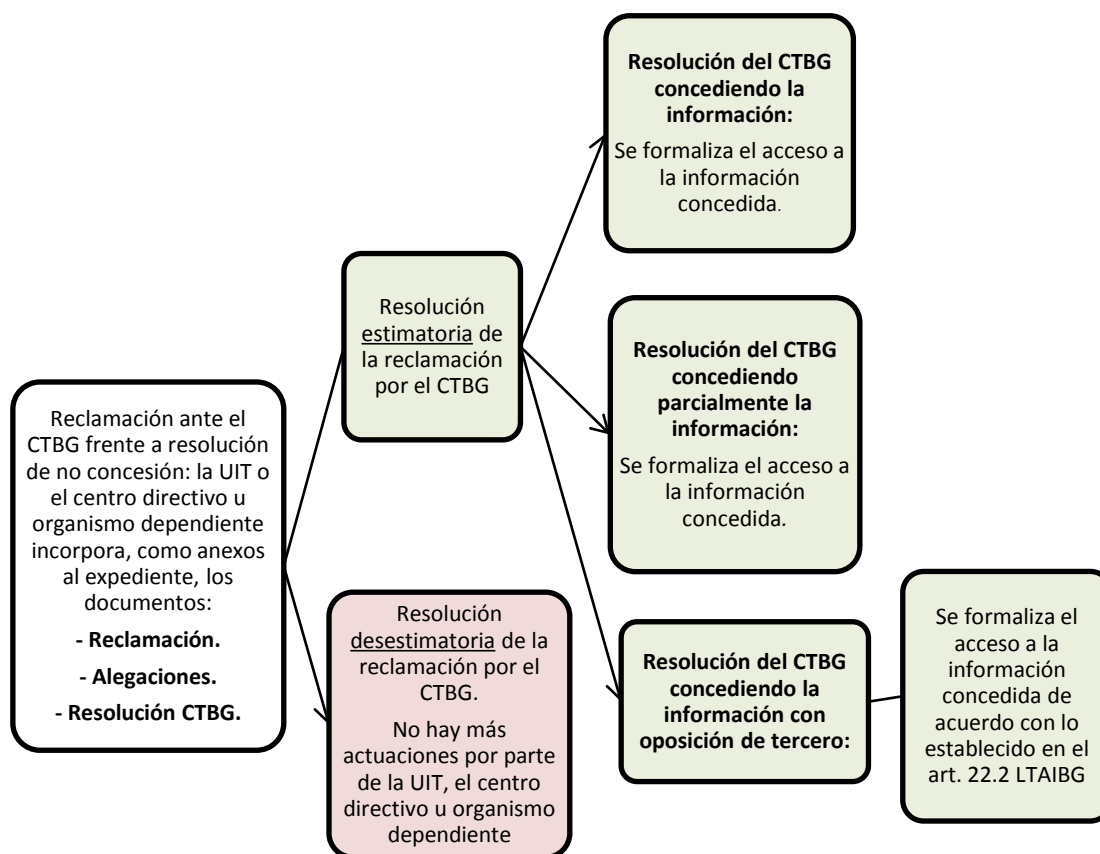 Reclamación ante el
CTBG frente a resolución
de no concesión: la UIT o
el centro directivo u
organismo dependiente
incorpora, como anexos
al expediente, los
documentos:
- Reclamación.
- Alegaciones.
- Resolución CTBG.
Resolución
estimatoria de
la reclamación
por el CTBG
Resolución
desestimatoria de la
reclamación por el
CTBG.
No hay más
actuaciones por parte
de la UIT, el centro
directivo u organismo
dependiente
Resolución del CTBG
concediendo la
información:
Se formaliza el acceso a
la información
concedida.
Resolución del CTBG
concediendo
parcialmente la
información:
Se formaliza el acceso a
la información
concedida.
Resolución del CTBG
concediendo la
información con
oposición de tercero:
Se formaliza el
acceso a la
información
concedida de
acuerdo con lo
establecido en el
art. 22.2 LTAIBG